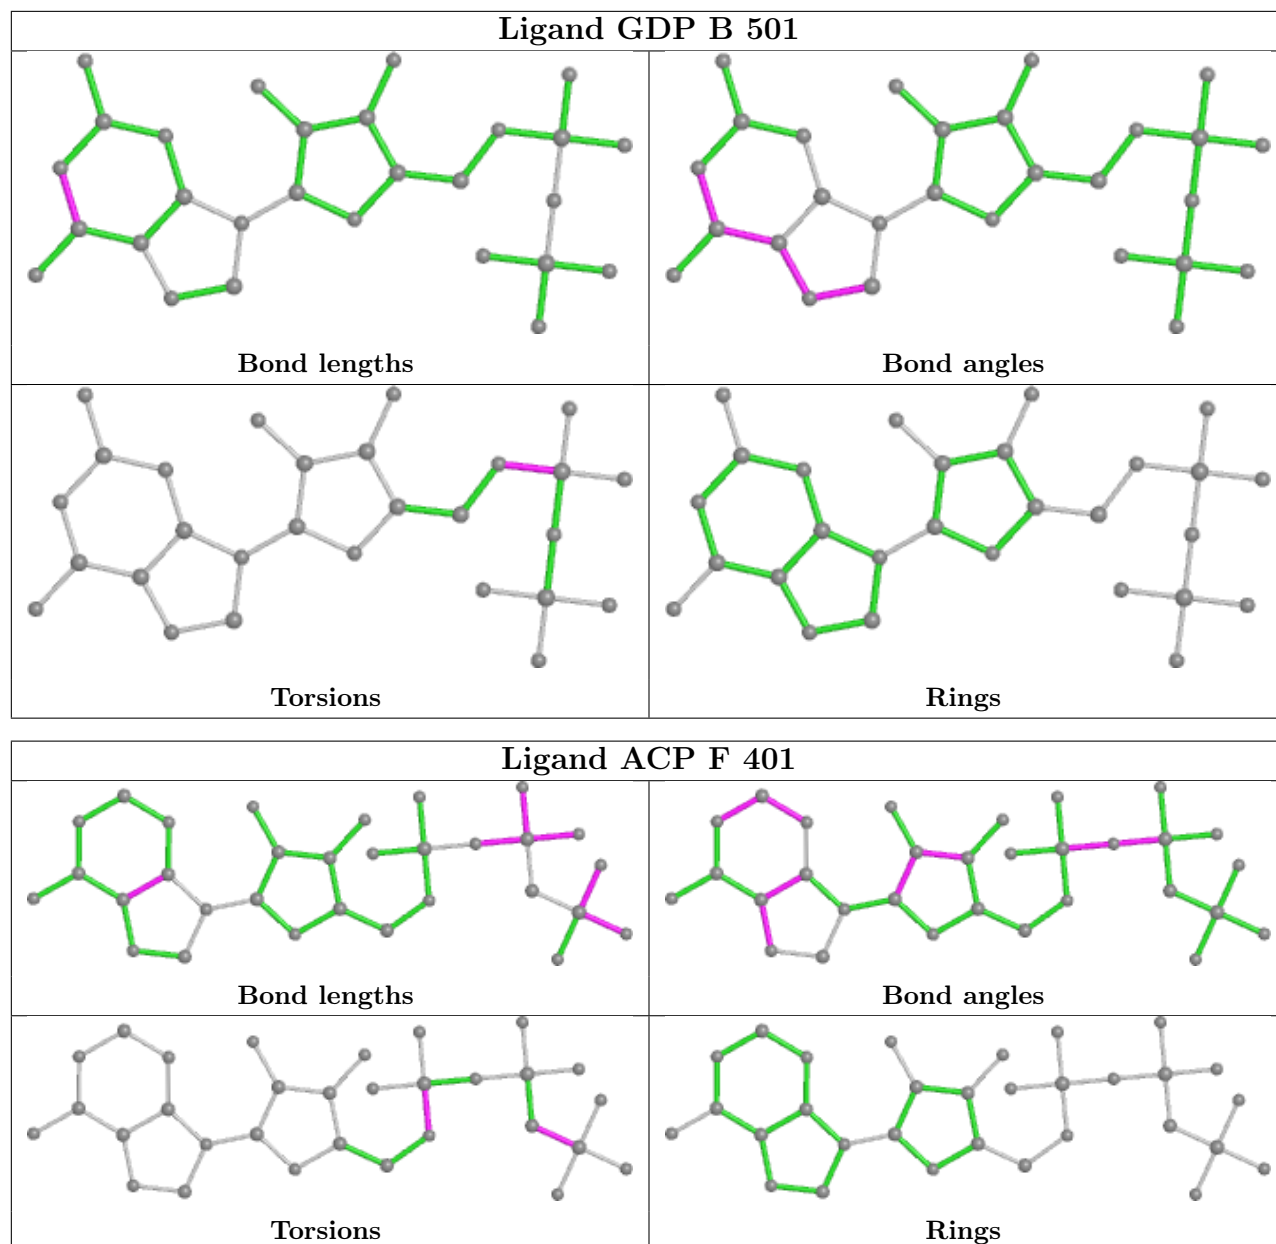 Ligand GDP B 501
Bond lengths
Bond angles
Torsions
Rings
Ligand ACP F 401
Bond lengths
Bond angles
Torsions
Rings